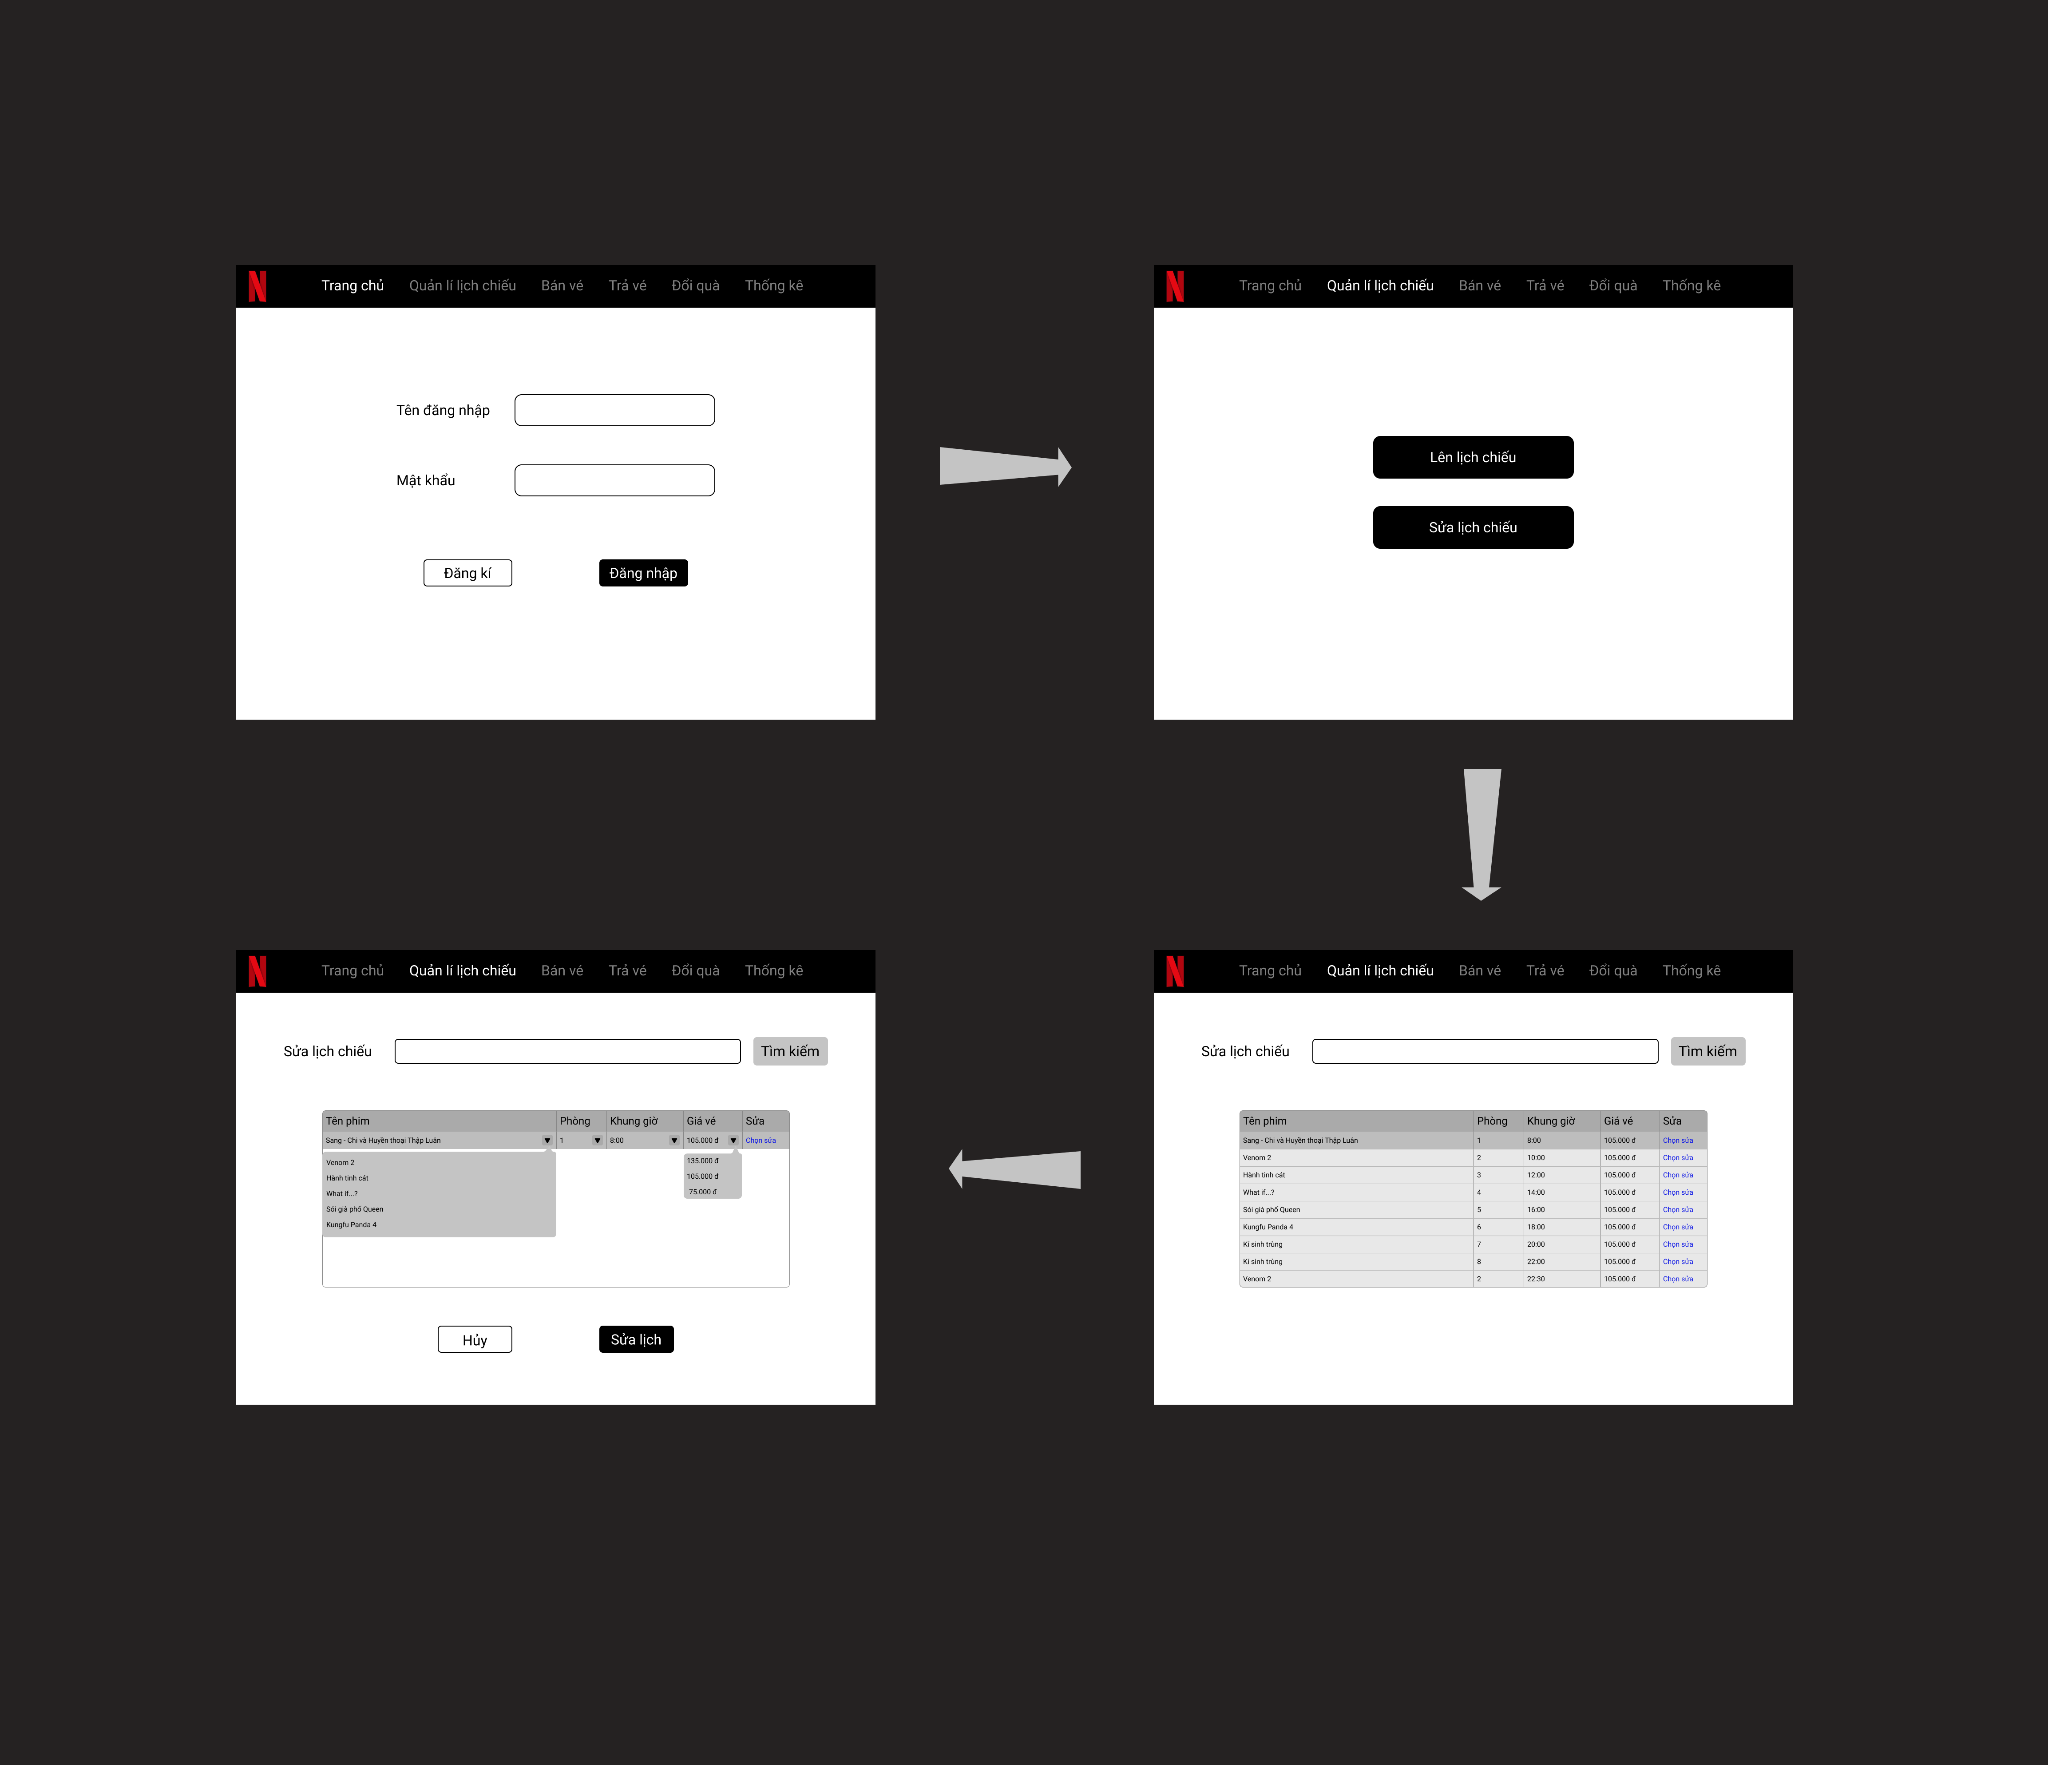 N
Trang chủ Quản lí lịch chiếu Bán vé Trả vé Đổi quà Thống kê
Tên đăng nhập
Mật khẩu
Đăng kí Đăng nhập
N
Trang chủ Quản lí lịch chiếu Bán vé Trả vé Đổi quà Thống kê
Lên lịch chiếu
Sửa lịch chiếu
N
Trang chủ Quản lí lịch chiếu Bán vé Trả vé Đổi quà Thống kê
Sửa lịch chiếu Tìm kiếm
Tên phim Phòng Khung giờ Giá vé Sửa
Sang - Chi và Huyền thoại Thập Luân 1 8:00 105.000 đ Chọn sửa
Venom 2 2 10:00 105.000 đ Chọn sửa
Hành tinh cát 3 12:00 105.000 đ Chọn sửa
What if...? 4 14:00 105.000 đ Chọn sửa
Sói già phố Queen 5 16:00 105.000 đ Chọn sửa
Kungfu Panda 4 6 18:00 105.000 đ Chọn sửa
Kí sinh trùng 7 20:00 105.000 đ Chọn sửa
Kí sinh trùng 8 22:00 105.000 đ Chọn sửa
Venom 2 2 22:30 105.000 đ Chọn sửa
N
Trang chủ Quản lí lịch chiếu Bán vé Trả vé Đổi quà Thống kê
Sửa lịch chiếu Tìm kiếm
Tên phim Phòng Khung giờ Giá vé Sửa
Sang - Chi và Huyền thoại Thập Luân 1 8:00 105.000 đ Chọn sửa
Venom 2
Hành tinh cát
What if...?
Sói già phố Queen
Kungfu Panda 4
135.000 đ
105.000 đ
75.000 đ
Hủy Sửa lịch